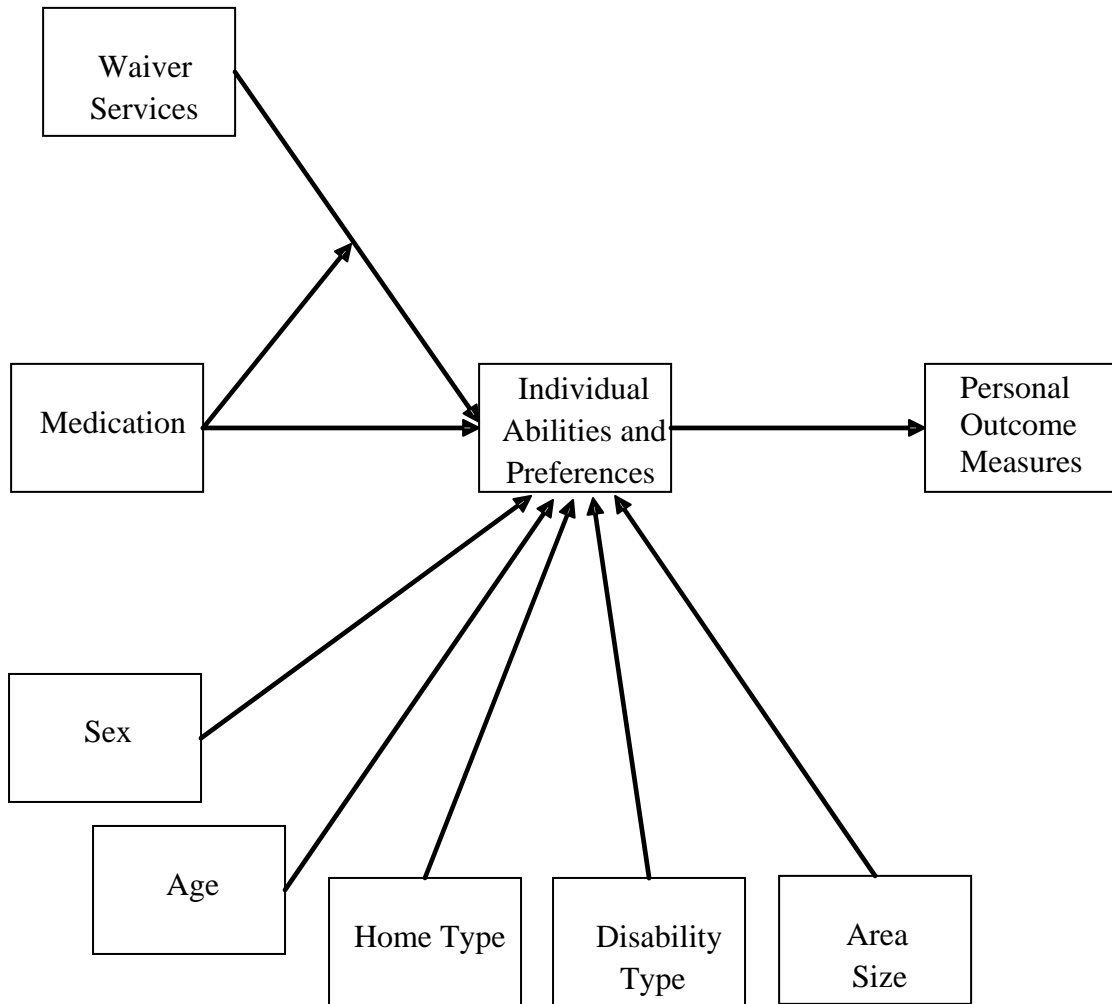 Waiver
Services
Medication
Individual
Abilities and
Preferences
Personal
Outcome
Measures
Sex
Age
Home Type
Disability
Type
Area
Size